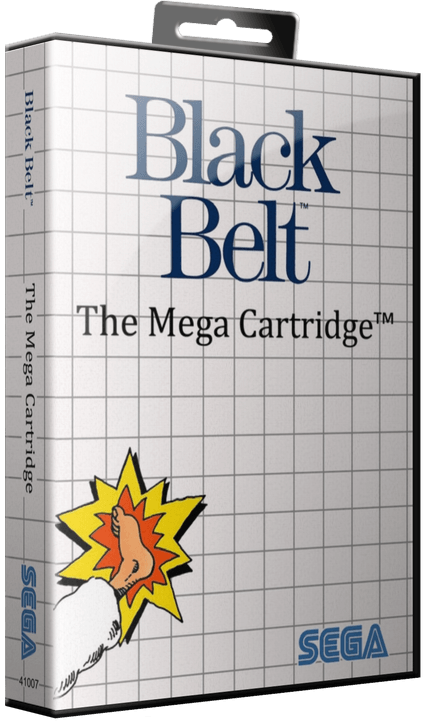 Black
Belt™
The Mega Cartridge™
SEGA
Black Belt™
The Mega Cartridge
SEGA
41007